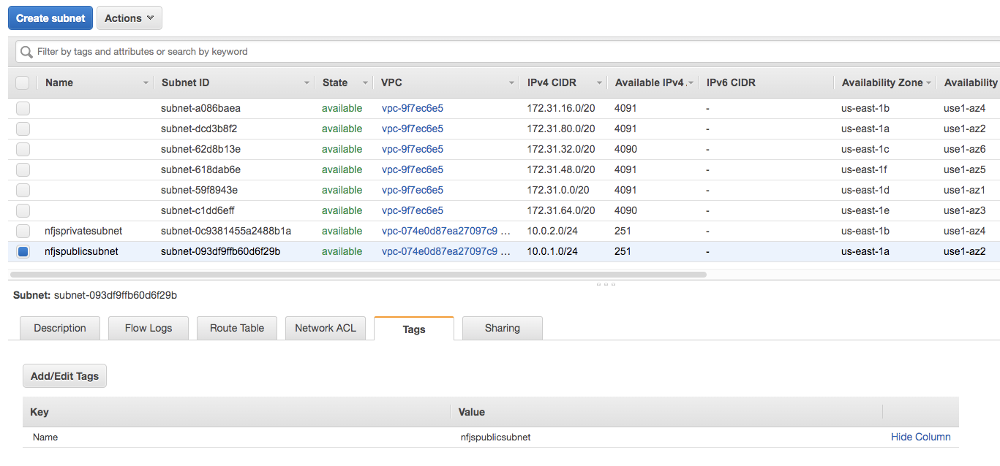 Create subnet Actions
Filter by tags and attributes or search by keyword
Name Subnet ID State VPC IPv4 CIDR Available IPv4 IPv6 CIDR Availability Zone Availability
subnet-a086baea available vpc-9f7ec6e5 172.31.16.0/20 4091 - us-east-1b use1-az4
subnet-dcd3b8f2 available vpc-9f7ec6e5 172.31.80.0/20 4091 - us-east-1a use1-az2
subnet-62d8b13e available vpc-9f7ec6e5 172.31.32.0/20 4090 - us-east-1c use1-az6
subnet-618dab6e available vpc-9f7ec6e5 172.31.48.0/20 4091 - us-east-1f use1-az5
subnet-59f8943e available vpc-9f7ec6e5 172.31.0.0/20 4091 - us-east-1d use1-az1
subnet-c1dd6eff available vpc-9f7ec6e5 172.31.64.0/20 4090 - us-east-1e use1-az3
nfjsprivatesubnet subnet-0c9381455a2488b1a available vpc-074e0d87ea27097c9 ... 10.0.2.0/24 251 - us-east-1b use1-az4
nfjspublicsubnet subnet-093df9ffb60d6f29b available vpc-074e0d87ea27097c9 ... 10.0.1.0/24 251 - us-east-1a use1-az2
Subnet: subnet-093df9ffb60d6f29b
Description Flow Logs Route Table Network ACL Tags Sharing
Add/Edit Tags
Key Value
Name nfjspublicsubnet Hide Column